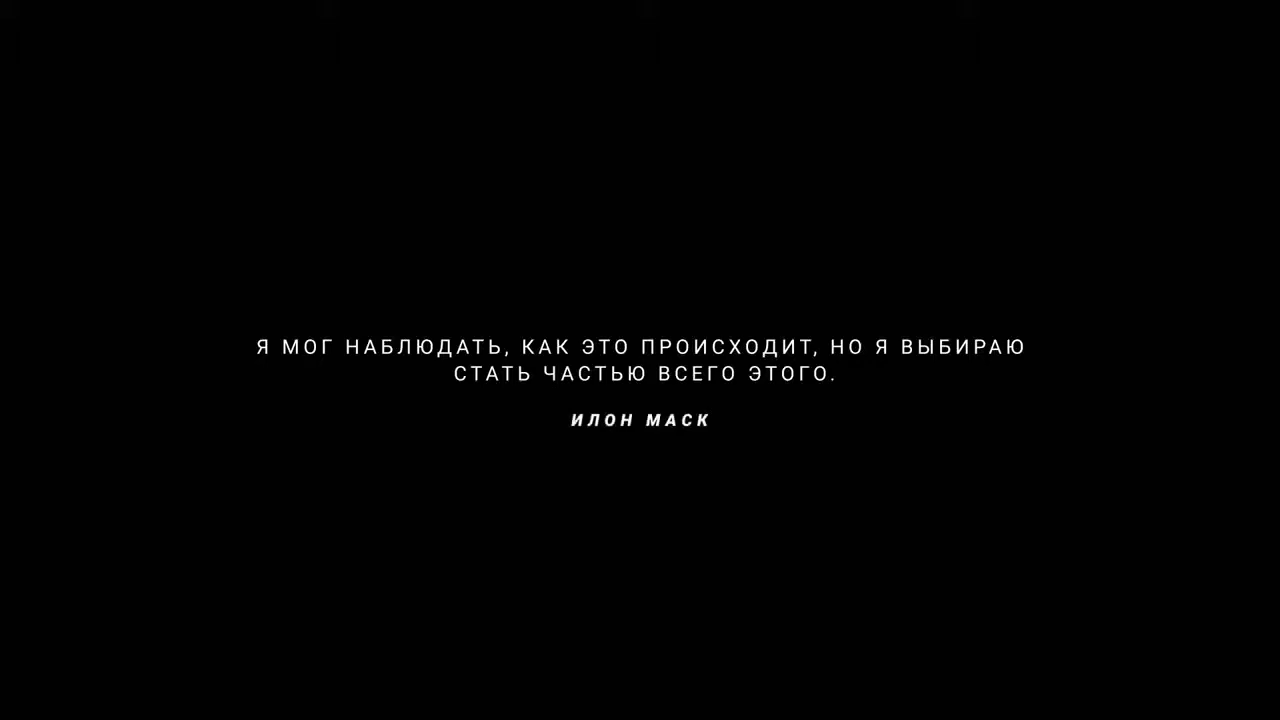 Я МОГ НАБЛЮДАТЬ, КАК ЭТО ПРОИСХОДИТ, НО Я ВЫБИРАЮ
СТАТЬ ЧАСТЬЮ ВСЕГО ЭТОГО.
ИЛОН МАСК